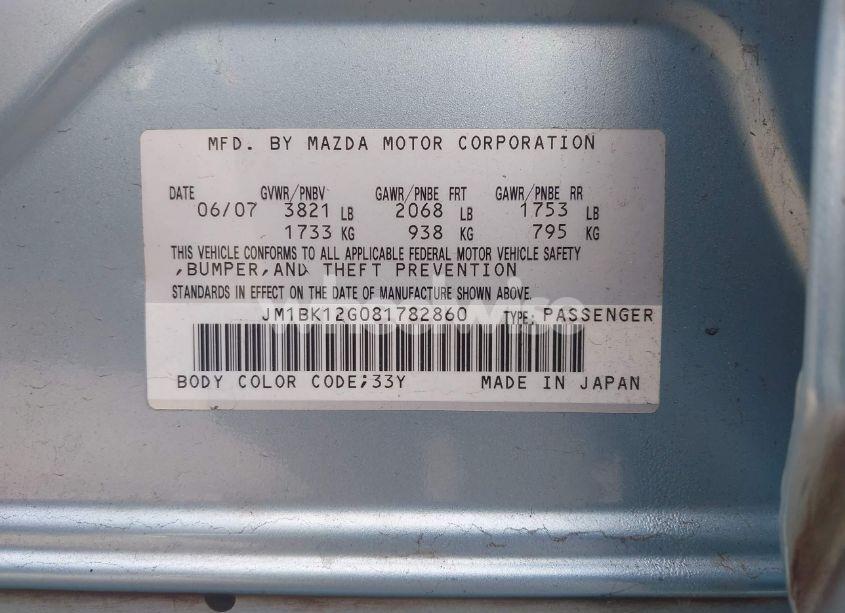 MFD. BY MAZDA MOTOR CORPORATION
DATE GVWR/PNBV GAWR/PNBE FRT GAWR/PNBE RR
06/07 3821 LB 2068 LB 1753 LB
1733 KG 938 KG 795 KG
THIS VEHICLE CONFORMS TO ALL APPLICABLE FEDERAL MOTOR VEHICLE SAFETY
,BUMPER,AND THEFT PREVENTION
STANDARDS IN EFFECT ON THE DATE OF MANUFACTURE SHOWN ABOVE.
wheelwise
JM1BK12G081782860 TYPE: PASSENGER
BODY COLOR CODE;33Y MADE IN JAPAN